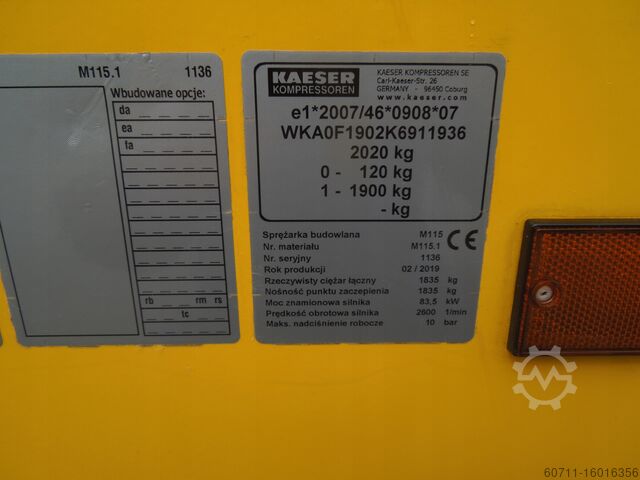 M115.1 1136
Wbudowane opcje:
da
ea
fa
rb rm rs
tc
KAESER
KOMPRESSOREN
KAESER KOMPRESSOREN SE
Carl-Kaeser-Str. 26
GERMANY - 96450 Coburg
www.kaeser.com
e1*2007/46*0908*07
WKA0F1902K6911936
2020 kg
0 - 120 kg
1 - 1900 kg
- kg
Sprężarka budowlana M115
Nr. materiału M115.1
CE
Nr. seryjny 1136
Rok produkcji 02 / 2019
Rzeczywisty ciężar łączny 1835 kg
Nośność punktu zaczepienia 1835 kg
Moc znamionowa silnika 83,5 kW
Prędkość obrotowa silnika 2600 1/min
Maks. nadciśnienie robocze 10 bar
60711-16016356